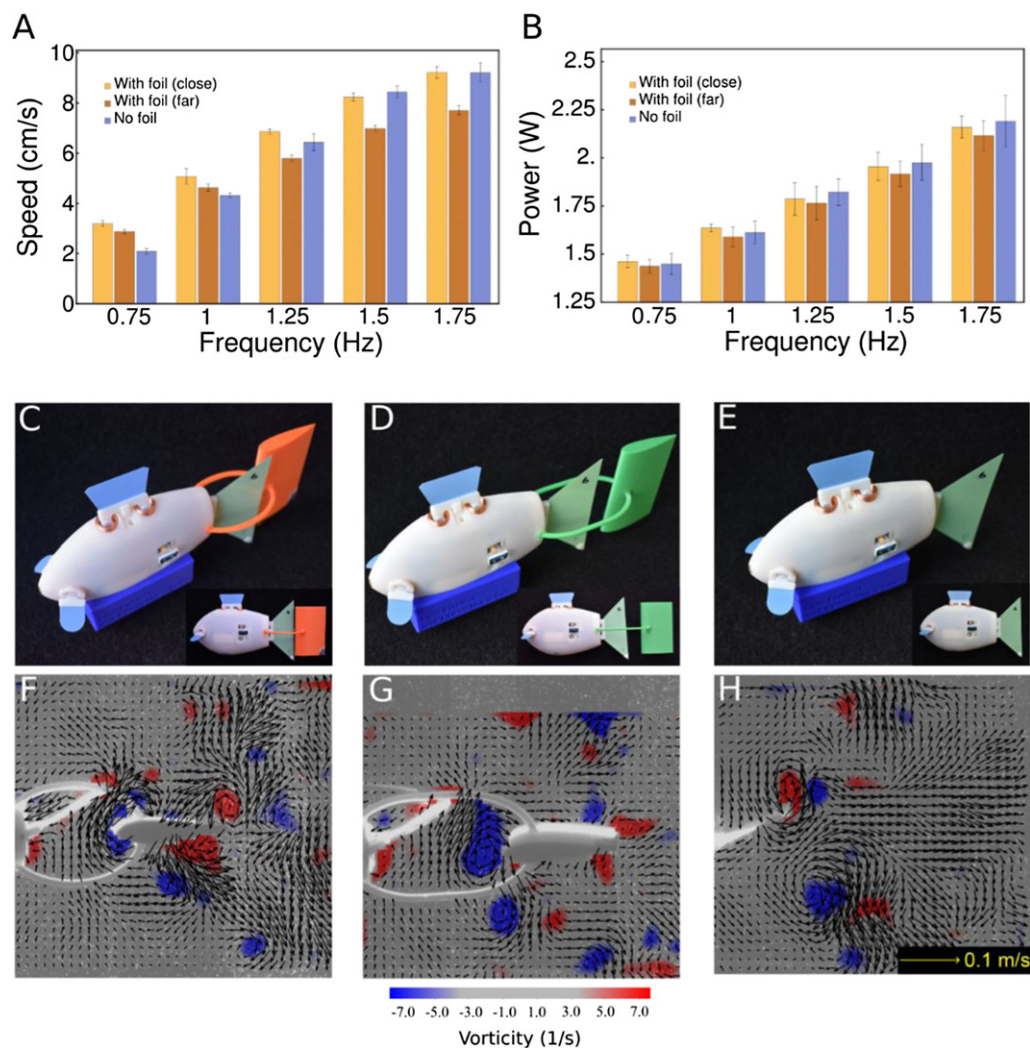 A
10
8
6
4
2
0
Speed (cm/s)
With foil (close)
With foil (far)
No foil
0.75 1 1.25 1.5 1.75
Frequency (Hz)
B
2.5
2.25
2.
1.75
1.5
1.25
Power (W)
With foil (close)
With foil (far)
No foil
0.75 1 1.25 1.5 1.75
Frequency (Hz)
C
D
E
F
G
H
0.1 m/s
-7.0 -5.0 -3.0 -1.0 1.0 3.0 5.0 7.0
Vorticity (1/s)